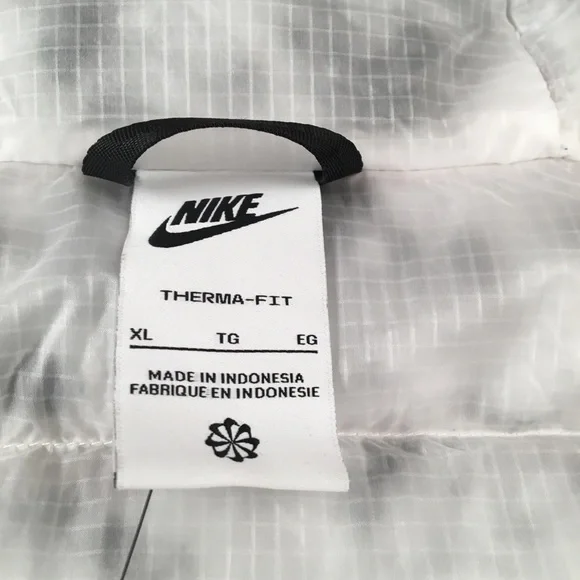 NIKE
THERMA-FIT
XL TG EG
MADE IN INDONESIA
FABRIQUE EN INDONESIE